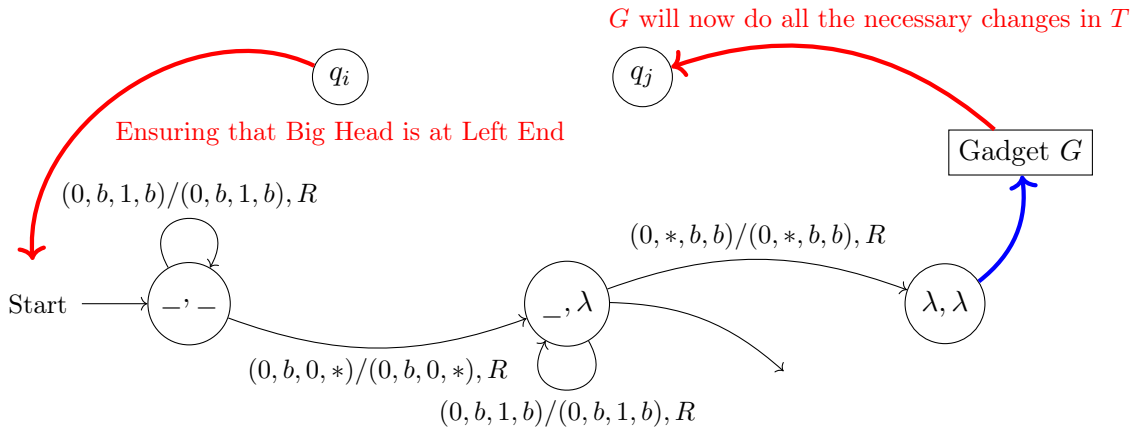 G will now do all the necessary changes in T
q_i
q_j
Ensuring that Big Head is at Left End
Gadget G
(0, b, 1, b)/(0, b, 1, b), R
(0, ∗, b, b)/(0, ∗, b, b), R
Start
_, _
_, λ
λ, λ
(0, b, 0, ∗)/(0, b, 0, ∗), R
(0, b, 1, b)/(0, b, 1, b), R